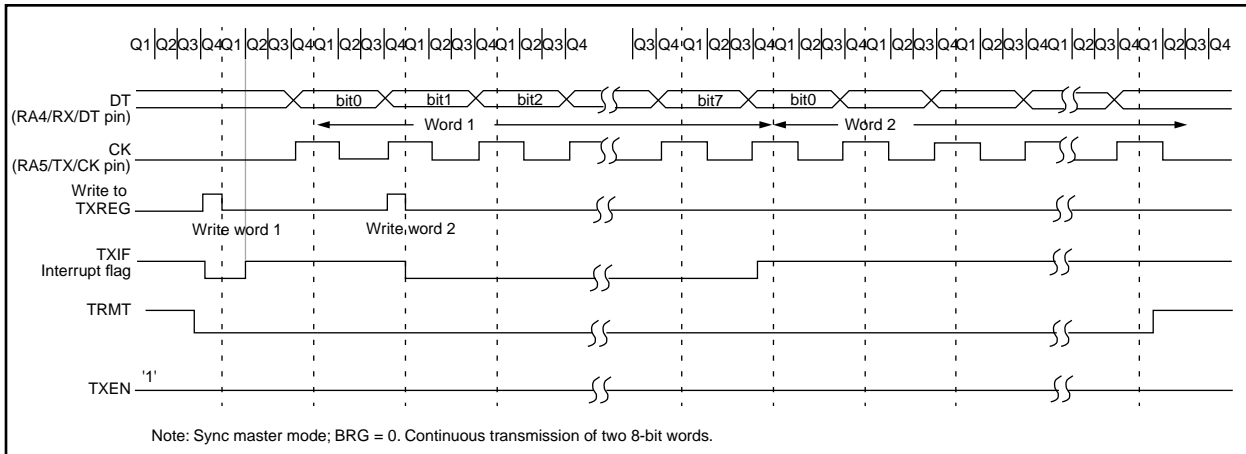 Q1 Q2 Q3 Q4 Q1 Q2 Q3 Q4 Q1 Q2 Q3 Q4 Q1 Q2 Q3 Q4 Q1 Q2 Q3 Q4 Q3 Q4 Q1 Q2 Q3 Q4 Q1 Q2 Q3 Q4 Q1 Q2 Q3 Q4 Q1 Q2 Q3 Q4 Q1 Q2 Q3 Q4 Q1 Q2 Q3 Q4
DT
(RA4/RX/DT pin)
bit0 bit1 bit2 bit7 bit0
Word 1 Word 2
CK
(RA5/TX/CK pin)
Write to
TXREG
Write word 1 Write word 2
TXIF
Interrupt flag
TRMT
'1'
TXEN
Note: Sync master mode; BRG = 0. Continuous transmission of two 8-bit words.